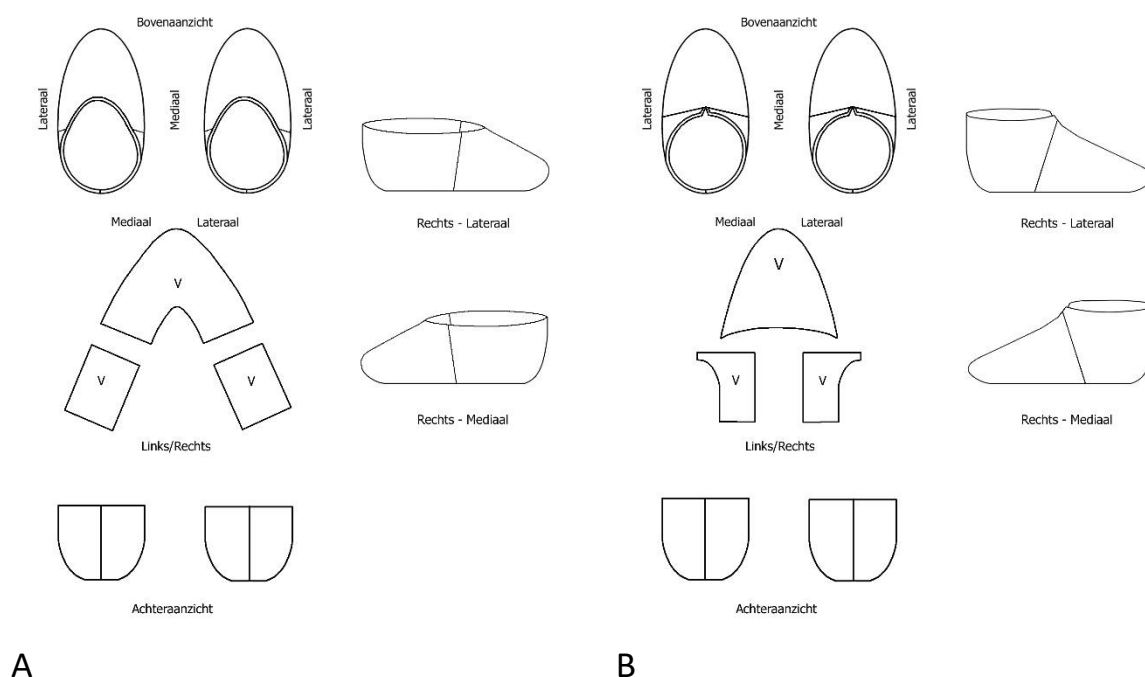 Bovenaanzicht
Lateraal
Mediaal
Lateraal
Rechts - Lateraal
Mediaal
Lateraal
V
V
V
Rechts - Mediaal
Links/Rechts
Achteraanzicht
A
Bovenaanzicht
Lateraal
Mediaal
Lateraal
Rechts - Lateraal
Mediaal
Lateraal
V
V
V
Rechts - Mediaal
Links/Rechts
Achteraanzicht
B